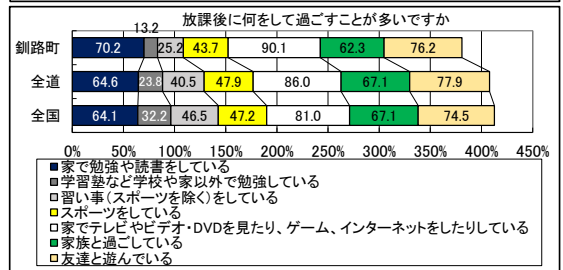 放課後に何をして過ごすことが多いですか
釧路町 70.2 13.2 25.2 43.7 90.1 62.3 76.2
全道 64.6 23.8 40.5 47.9 86.0 67.1 77.9
全国 64.1 32.2 46.5 47.2 81.0 67.1 74.5
0% 50% 100% 150% 200% 250% 300% 350% 400% 450%
■家で勉強や読書をしている
■学習塾など学校や家以外で勉強している
■習い事(スポーツを除く)をしている
■スポーツをしている
□家でテレビやビデオ・DVDを見たり、ゲーム、インターネットをしたりしている
■家族と過ごしている
■友達と遊んでいる